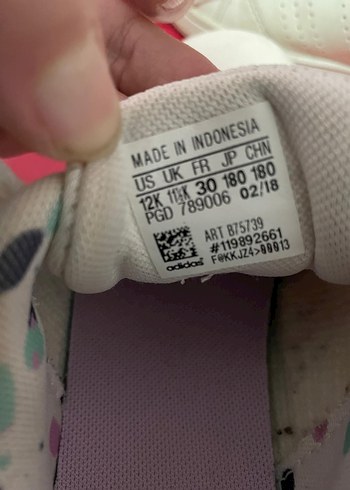 MADE IN INDONESIA
US UK FR JP CHN
12K 11½K 30 180 180
PGD 789006 02/18
ART B75739
#119892661
adidas F@KKJZ4>00013